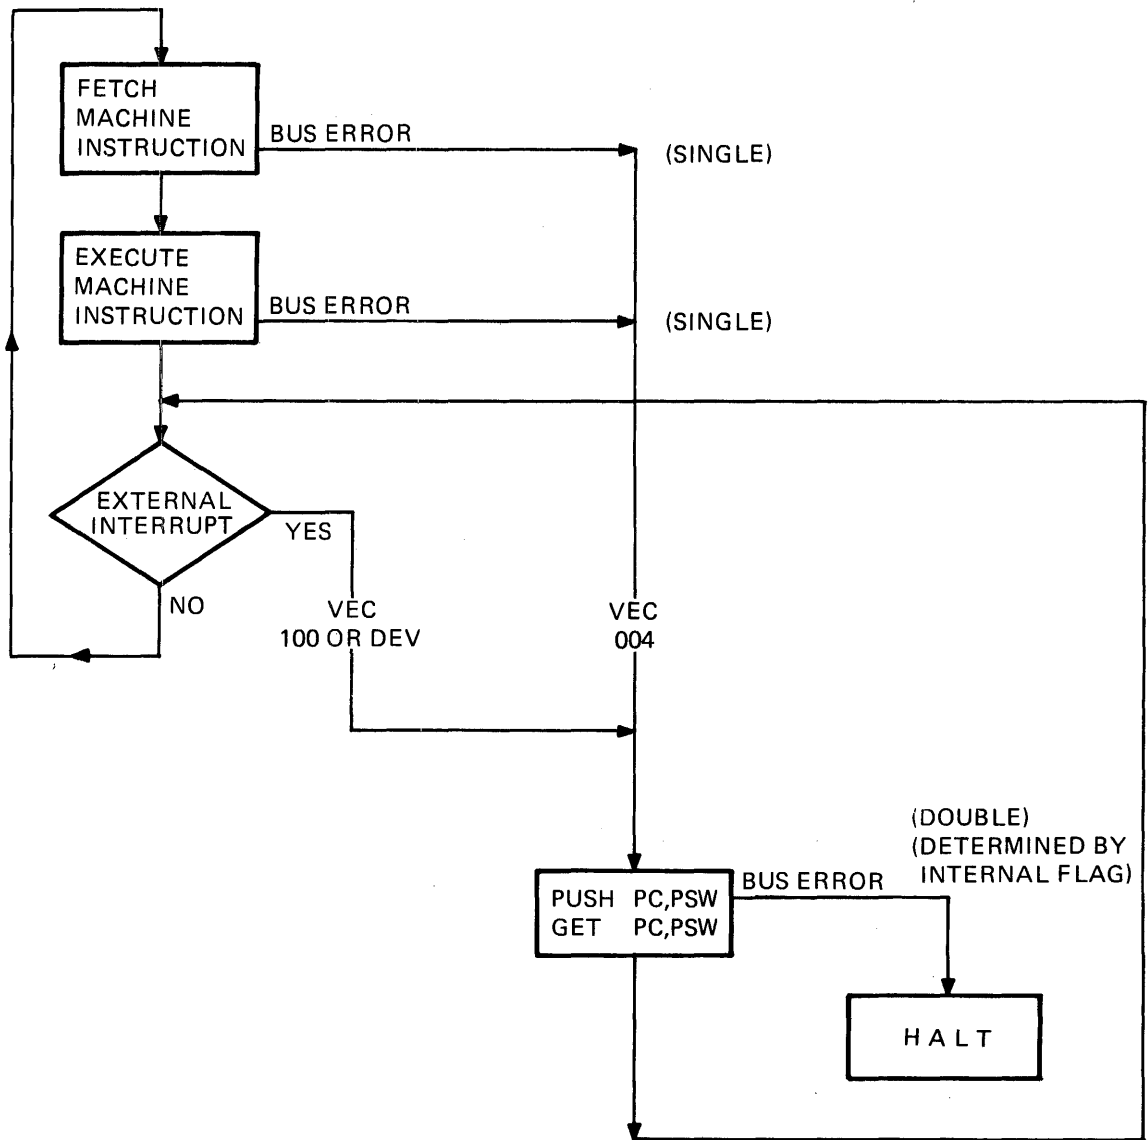 FETCH
MACHINE
INSTRUCTION
BUS ERROR
(SINGLE)
EXECUTE
MACHINE
INSTRUCTION
BUS ERROR
(SINGLE)
EXTERNAL
INTERRUPT
YES
NO
VEC
100 OR DEV
VEC
004
(DOUBLE)
(DETERMINED BY
INTERNAL FLAG)
BUS ERROR
PUSH PC,PSW
GET PC,PSW
HALT